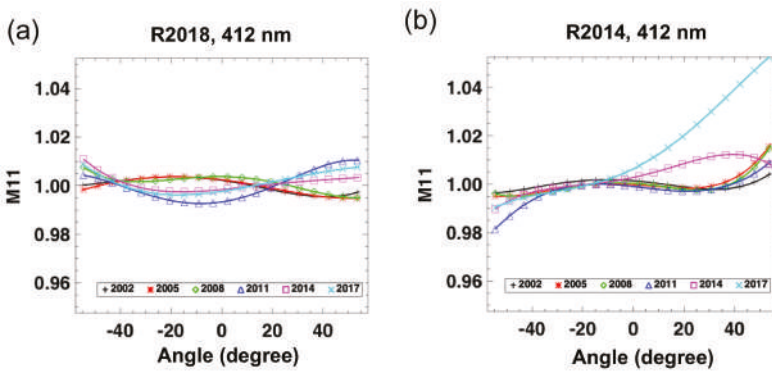 (a)
R2018, 412 nm
M11
1.04
1.02
1.00
0.98
0.96
2002 2005 2008 2011 2014 2017
-40 -20 0 20 40
Angle (degree)
(b)
R2014, 412 nm
M11
1.04
1.02
1.00
0.98
0.96
2002 2005 2008 2011 2014 2017
-40 -20 0 20 40
Angle (degree)